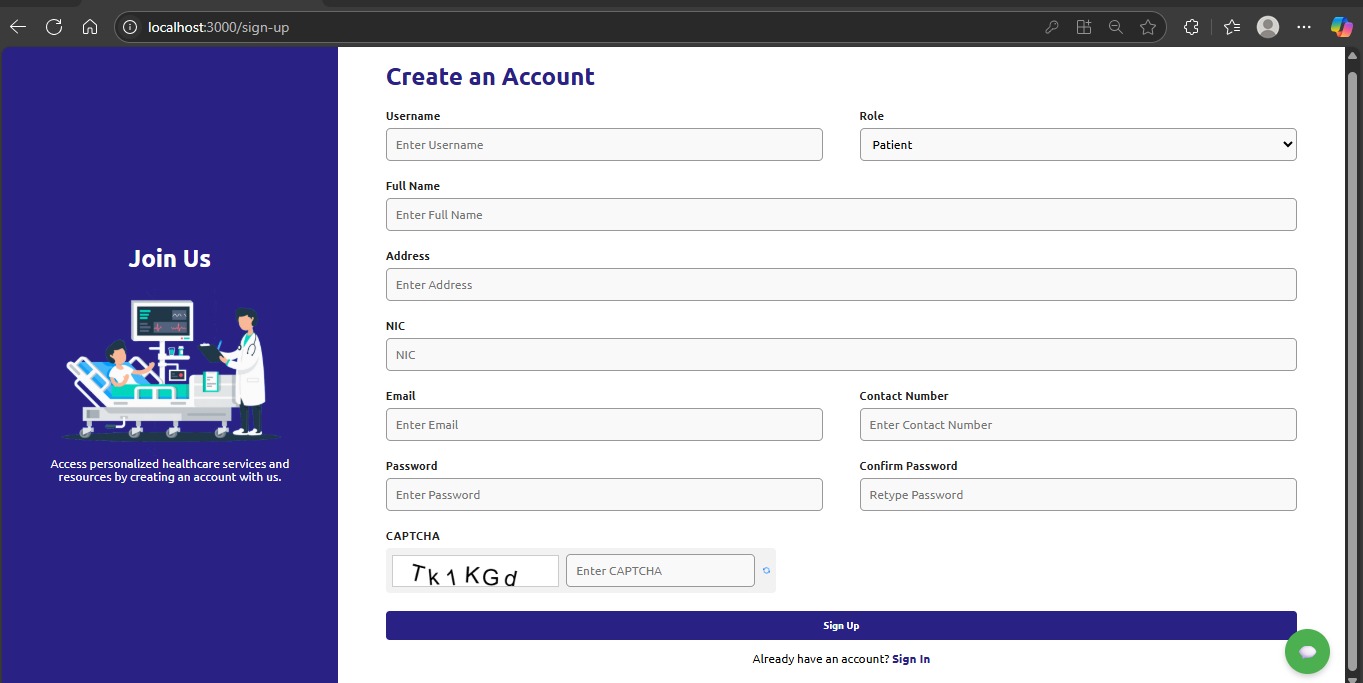 localhost:3000/sign-up
Join Us
Access personalized healthcare services and
resources by creating an account with us.
Create an Account
Username
Role
Enter Username
Patient
Full Name
Enter Full Name
Address
Enter Address
NIC
NIC
Email
Contact Number
Enter Email
Enter Contact Number
Password
Confirm Password
Enter Password
Retype Password
CAPTCHA
Tk1KGd
Enter CAPTCHA
Sign Up
Already have an account? Sign In